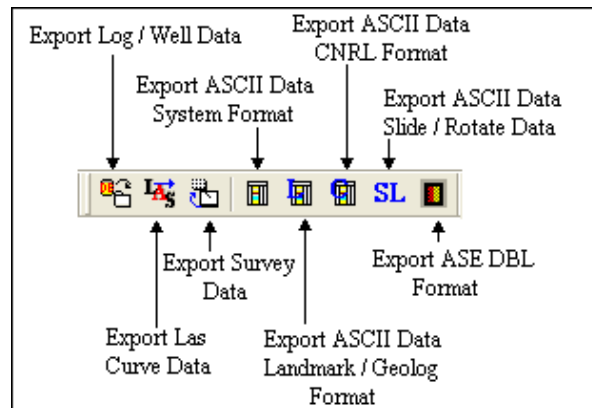 Export Log / Well Data
Export ASCII Data
System Format
Export ASCII Data
CNRL Format
Export ASCII Data
Slide / Rotate Data
LAS
L
C
SL
Export Survey
Data
Export ASE DBL
Format
Export Las
Curve Data
Export ASCII Data
Landmark / Geolog
Format